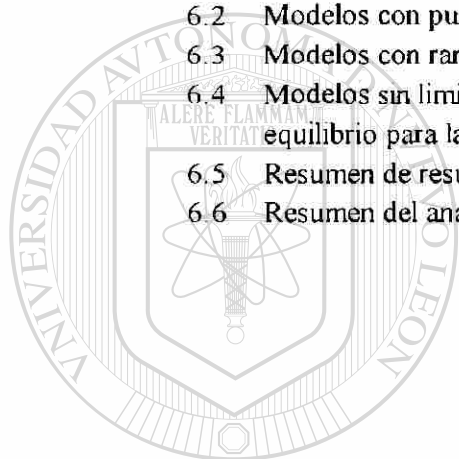 6.2 Modelos con pu
6.3 Modelos con ran
6.4 Modelos sin limi
equilibrio para la
6.5 Resumen de resu
6.6 Resumen del aná
UNIVERSIDAD AUTONOMA DE NUEVO LEON
ALERE FLAMMAM
VERITATIS